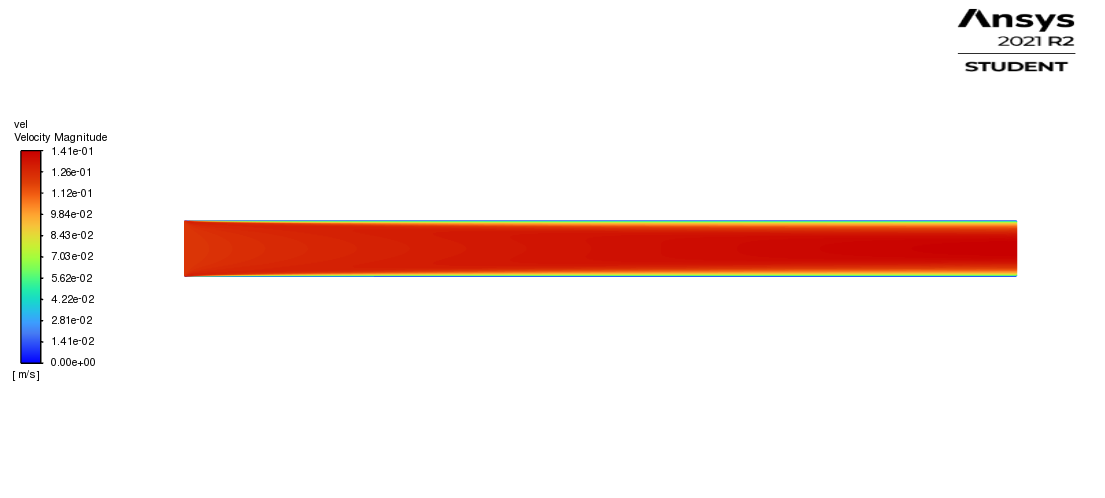 Ansys
2021 R2
STUDENT
vel
Velocity Magnitude
1.41e-01
1.26e-01
1.12e-01
9.84e-02
8.43e-02
7.03e-02
5.62e-02
4.22e-02
2.81e-02
1.41e-02
0.00e+00
[ m/s ]